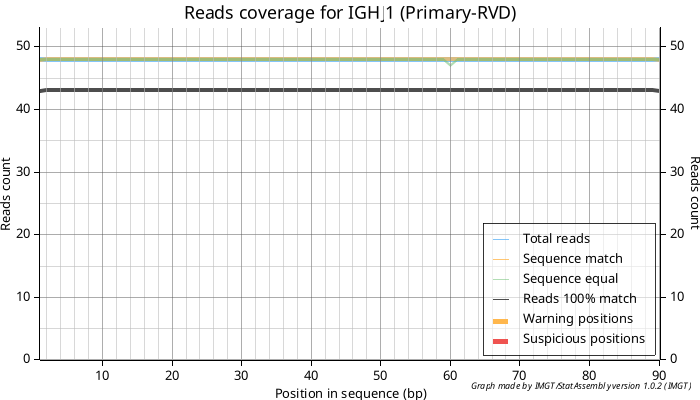 Reads coverage for IGHJ1 (Primary-RVD)
50 50
40 40
30 30
20 20
10 10
0 0
Reads count
Reads count
Total reads
Sequence match
Sequence equal
Reads 100% match
Warning positions
Suspicious positions
10 20 30 40 50 60 70 80 90
Position in sequence (bp)
Graph made by IMGT/StatAssembly version 1.0.2 (IMGT)